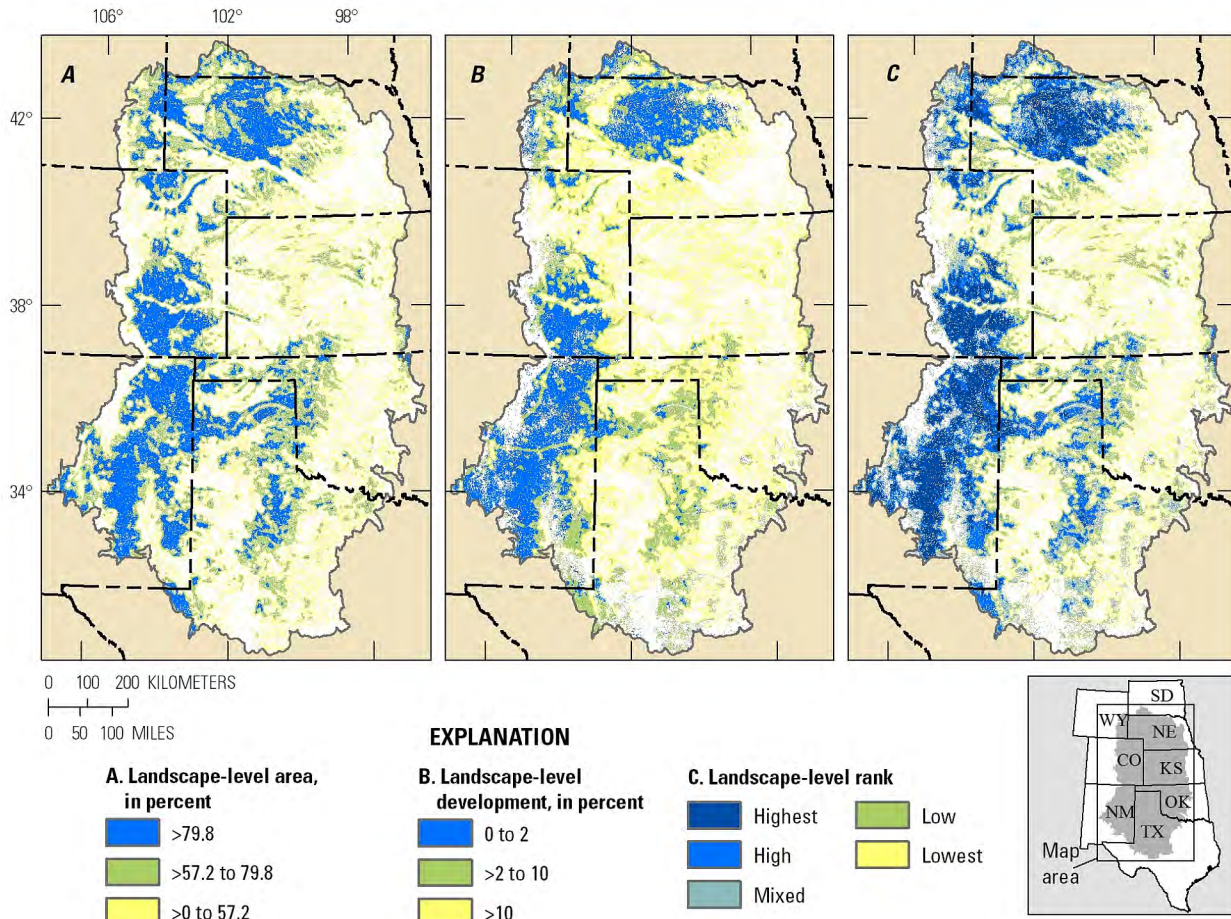 106° 102° 98°
A
B
C
42°
38°
34°
0 100 200 KILOMETERS
0 50 100 MILES
EXPLANATION
A. Landscape-level area,
in percent
>79.8
>57.2 to 79.8
>0 to 57.2
B. Landscape-level
development, in percent
0 to 2
>2 to 10
>10
C. Landscape-level rank
Highest
High
Mixed
Low
Lowest
SD
WY
NE
CO
KS
OK
NM
TX
Map
area